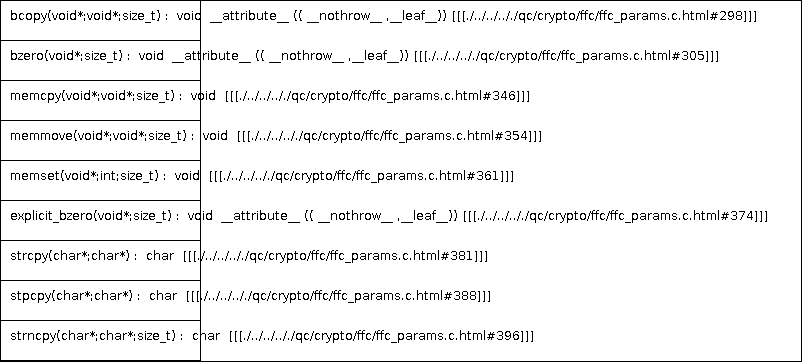 bcopy(void*;void*;size_t) :  void  __attribute__ (( __nothrow__ ,__leaf__)) [[[./../../../../qc/crypto/ffc/ffc_params.c.html#298]]]
bzero(void*;size_t) :  void  __attribute__ (( __nothrow__ ,__leaf__)) [[[./../../../../qc/crypto/ffc/ffc_params.c.html#305]]]
memcpy(void*;void*;size_t) :  void  [[[./../../../../qc/crypto/ffc/ffc_params.c.html#346]]]
memmove(void*;void*;size_t) :  void  [[[./../../../../qc/crypto/ffc/ffc_params.c.html#354]]]
memset(void*;int;size_t) :  void  [[[./../../../../qc/crypto/ffc/ffc_params.c.html#361]]]
explicit_bzero(void*;size_t) :  void  __attribute__ (( __nothrow__ ,__leaf__)) [[[./../../../../qc/crypto/ffc/ffc_params.c.html#374]]]
strcpy(char*;char*) :  char  [[[./../../../../qc/crypto/ffc/ffc_params.c.html#381]]]
stpcpy(char*;char*) :  char  [[[./../../../../qc/crypto/ffc/ffc_params.c.html#388]]]
strncpy(char*;char*;size_t) :  char  [[[./../../../../qc/crypto/ffc/ffc_params.c.html#396]]]